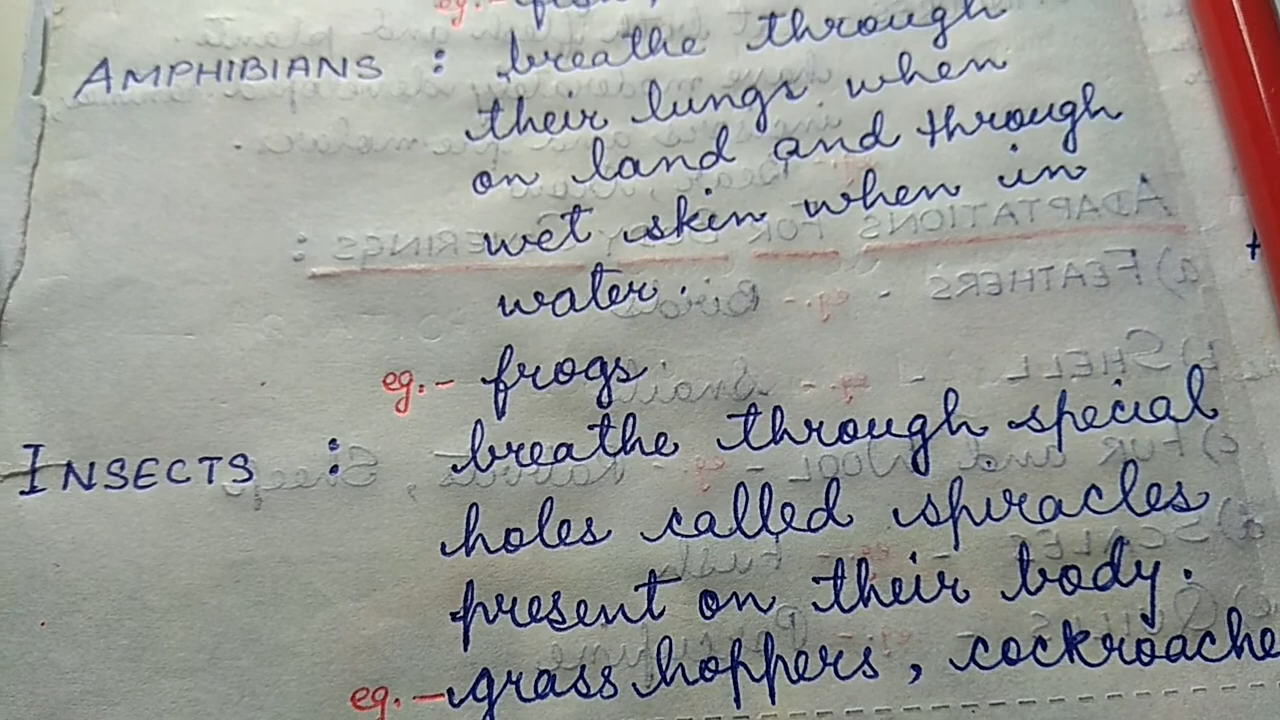 eg.-
AMPHIBIANS : breathe through
their lungs when
on land and through
wet skin when in
water.
eg.- frogs.
INSECTS : breathe through special
holes called spiracles
present on their body.
eg.- grass hoppers, cockroache